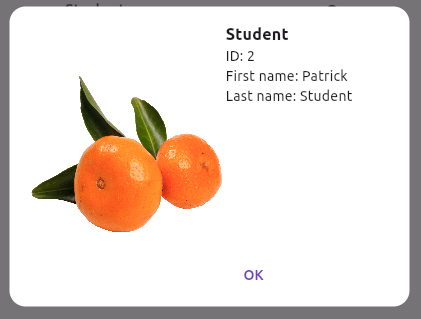 Student
ID: 2
First name: Patrick
Last name: Student
OK